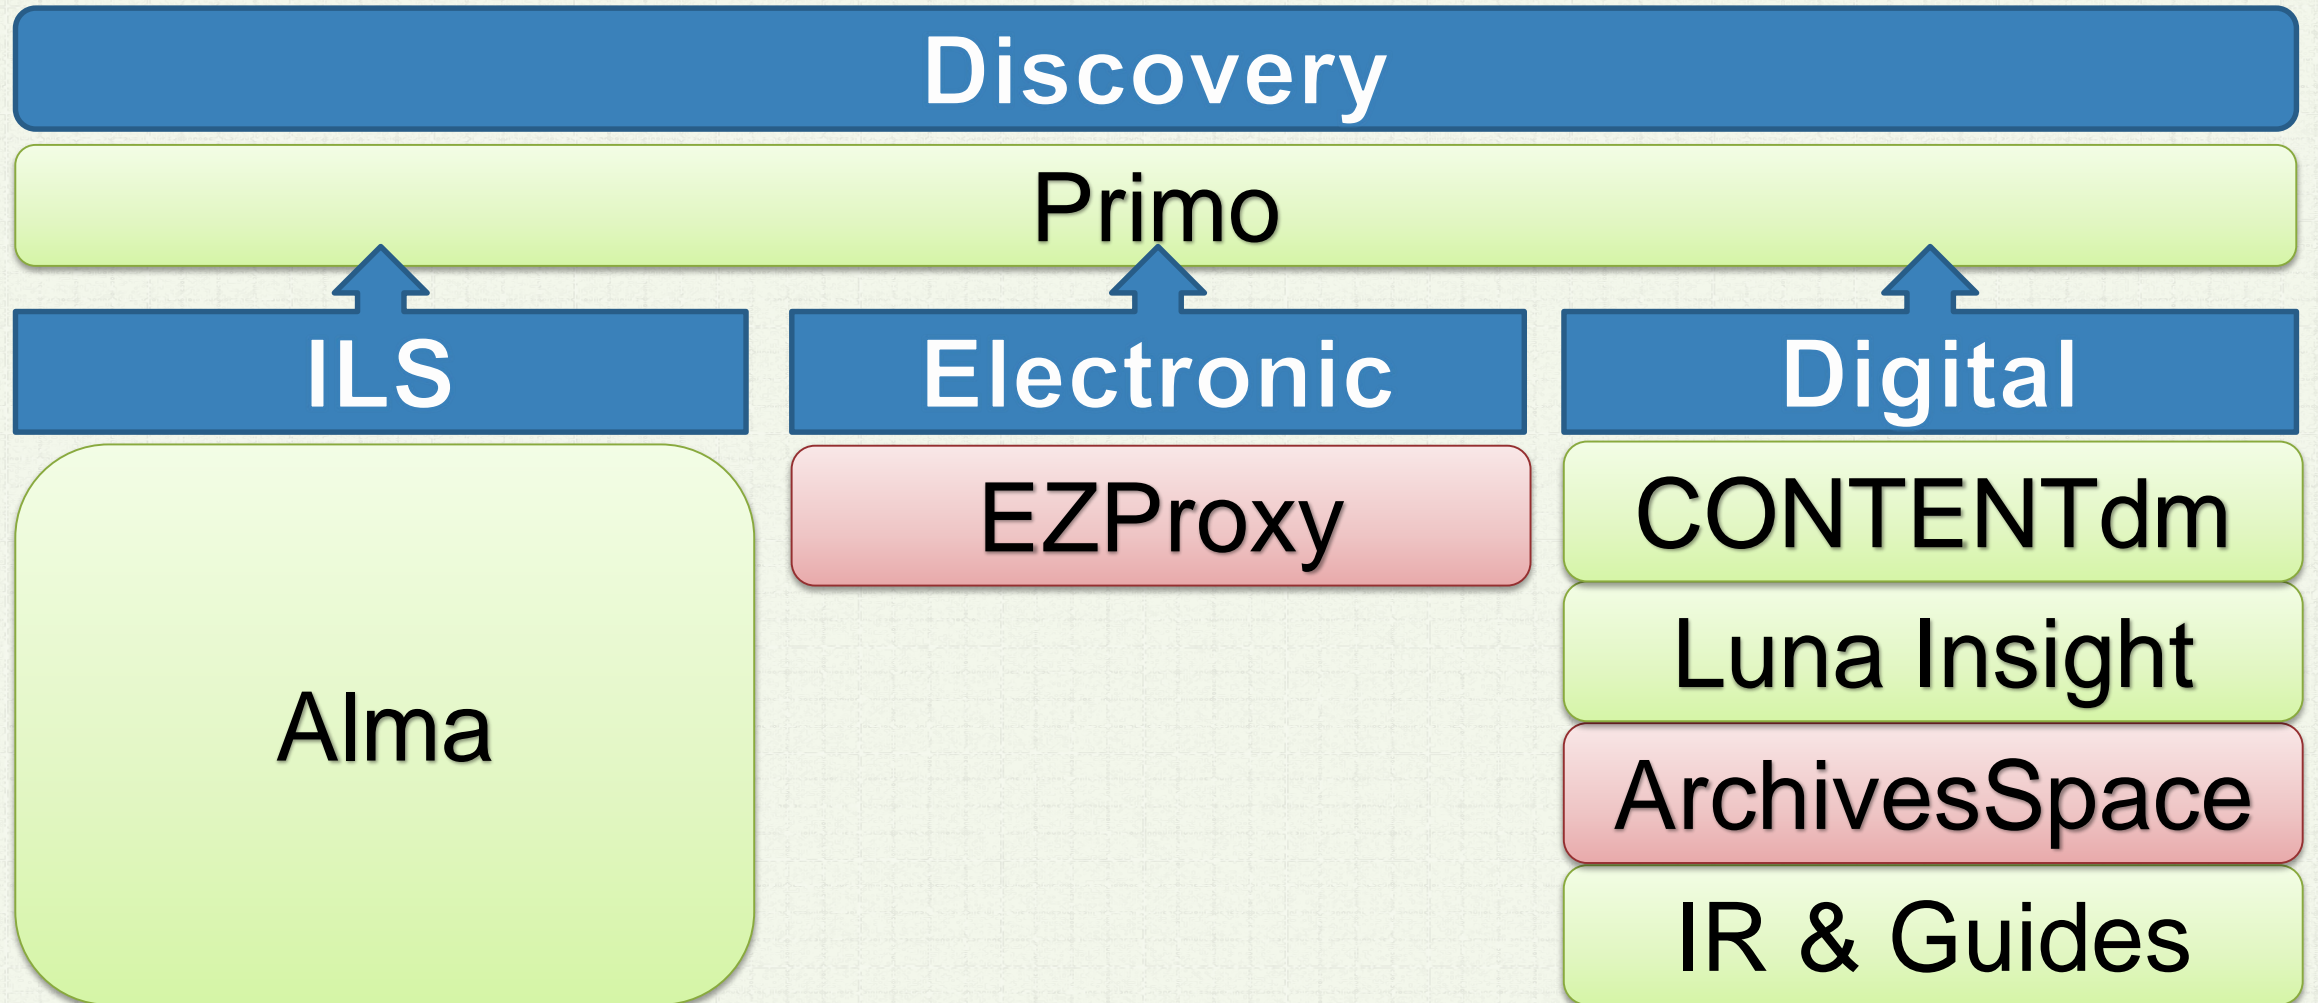 Discovery
Primo
ILS
Electronic
Digital
Alma
EZProxy
CONTENTdm
Luna Insight
ArchivesSpace
IR & Guides